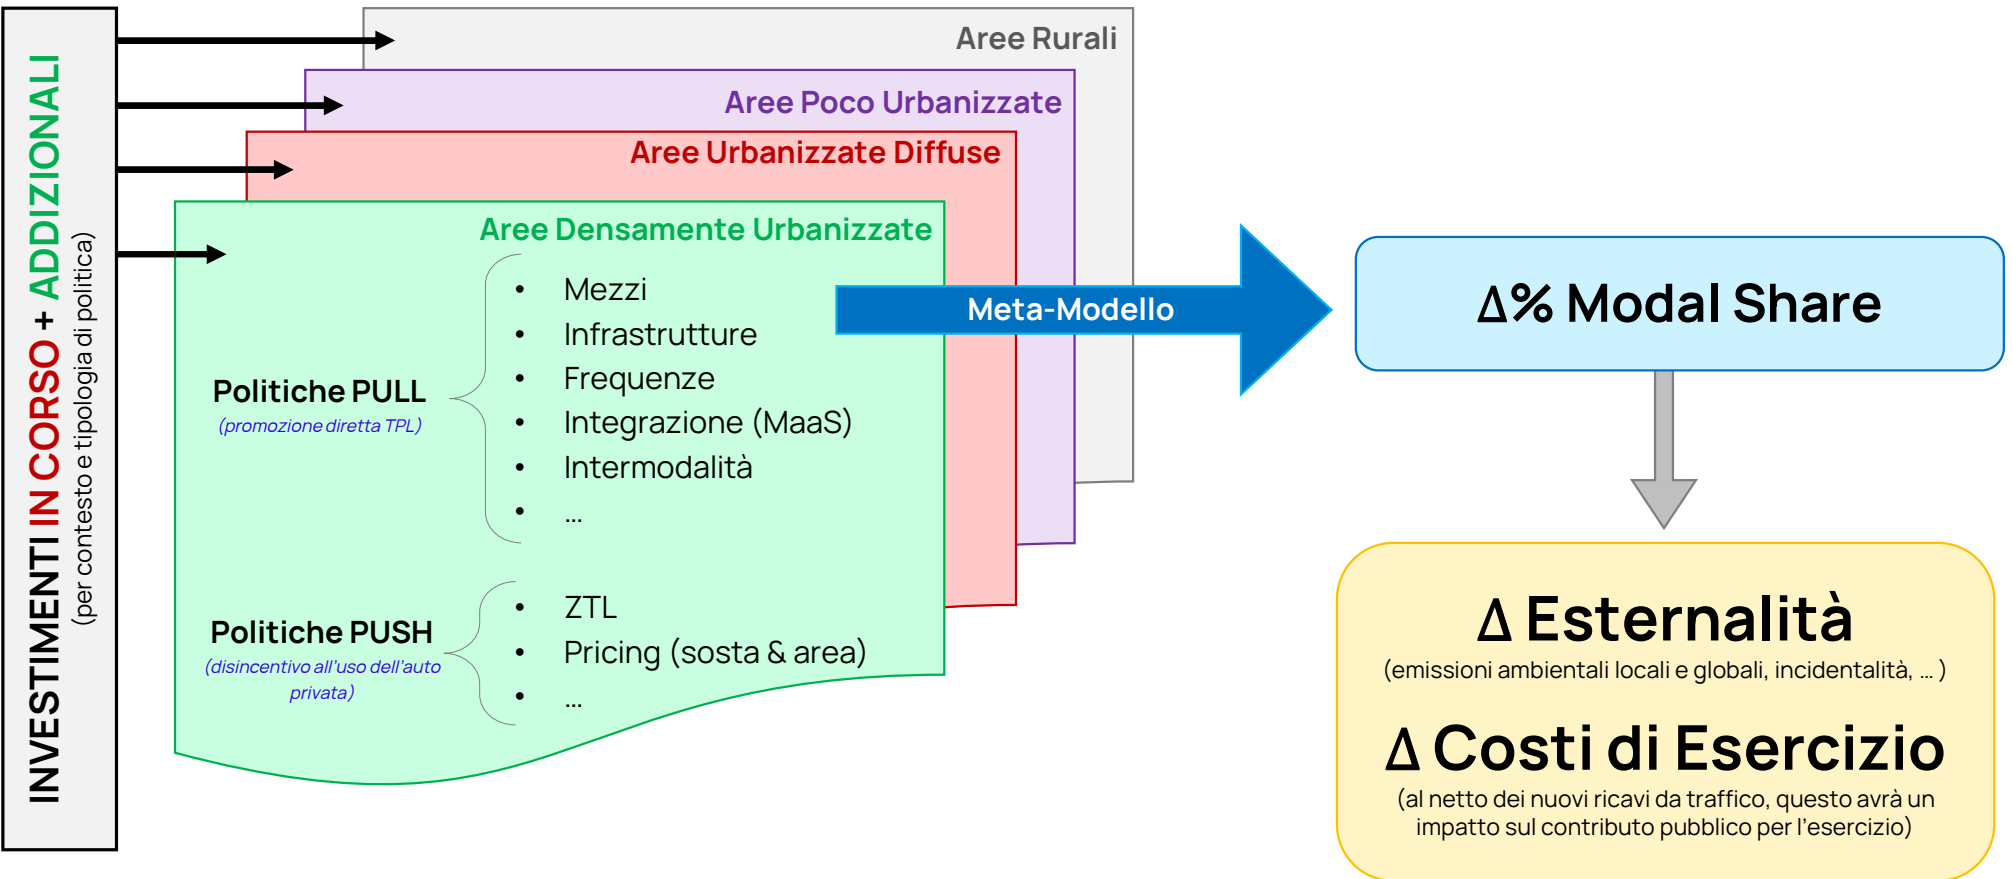 INVESTIMENTI IN CORSO + ADDIZIONALI
(per contesto e tipologia di politica)
Aree Rurali
Aree Poco Urbanizzate
Aree Urbanizzate Diffuse
Aree Densamente Urbanizzate
Politiche PULL
(promozione diretta TPL)
• Mezzi
• Infrastrutture
• Frequenze
• Integrazione (MaaS)
• Intermodalità
• ...
Politiche PUSH
(disincentivo all'uso dell'auto
privata)
• ZTL
• Pricing (sosta & area)
• ...
Meta-Modello
Δ% Modal Share
Δ Esternalità
(emissioni ambientali locali e globali, incidentalità, ... )
Δ Costi di Esercizio
(al netto dei nuovi ricavi da traffico, questo avrà un
impatto sul contributo pubblico per l'esercizio)